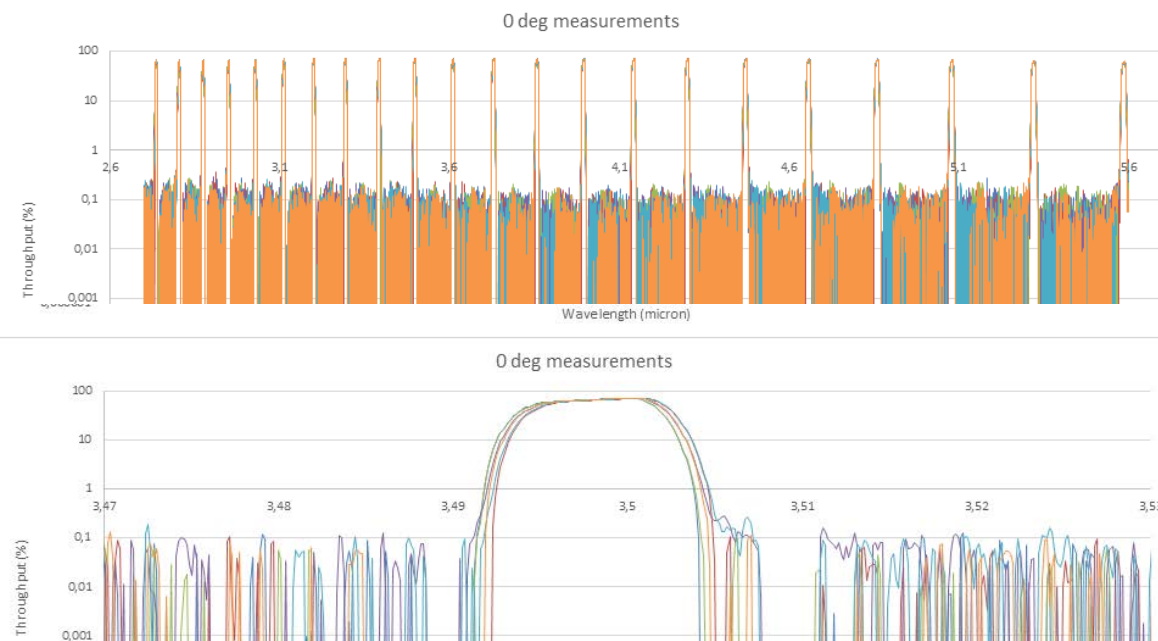 0 deg measurements
100
10
1
2,6 3,1 3,6 4,1 4,6 5,1 5,6
0,1
0,01
0,001
Throughput (%)
Wavelength (micron)
0 deg measurements
100
10
1
3,47 3,48 3,49 3,5 3,51 3,52
0,1
0,01
0,001
Throughput (%)